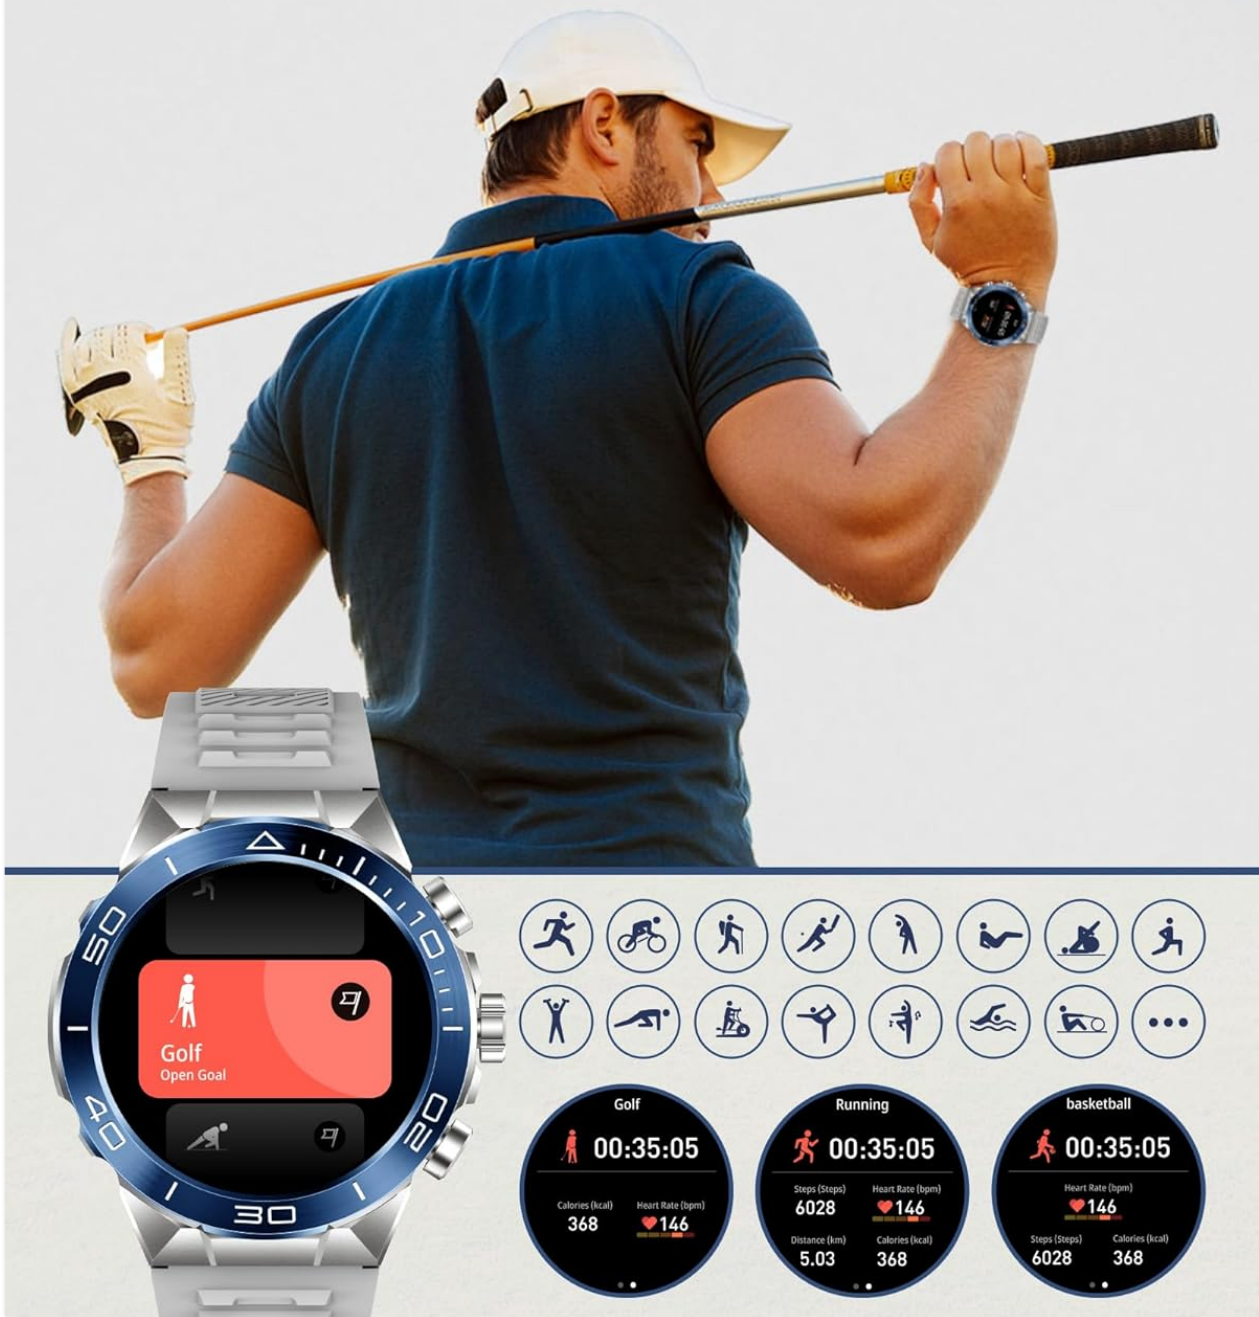 50
10
20
30
40
Golf
Open Goal
Golf
00:35:05
Calories (kcal) Heart Rate (bpm)
368 146
Running
00:35:05
Steps (Steps) Heart Rate (bpm)
6028 146
Distance (km) Calories (kcal)
5.03 368
basketball
00:35:05
Heart Rate (bpm)
146
Steps (Steps) Calories (kcal)
6028 368